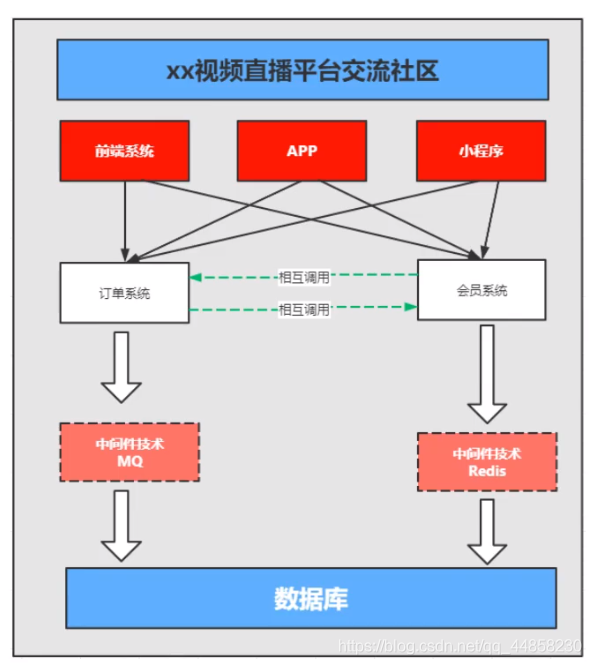 xx视频直播平台交流社区
前端系统
APP
小程序
相互调用
订单系统
会员系统
相互调用
中间件技术
MQ
中间件技术
Redis
数据库
https://blog.csdn.net/qq_44858230